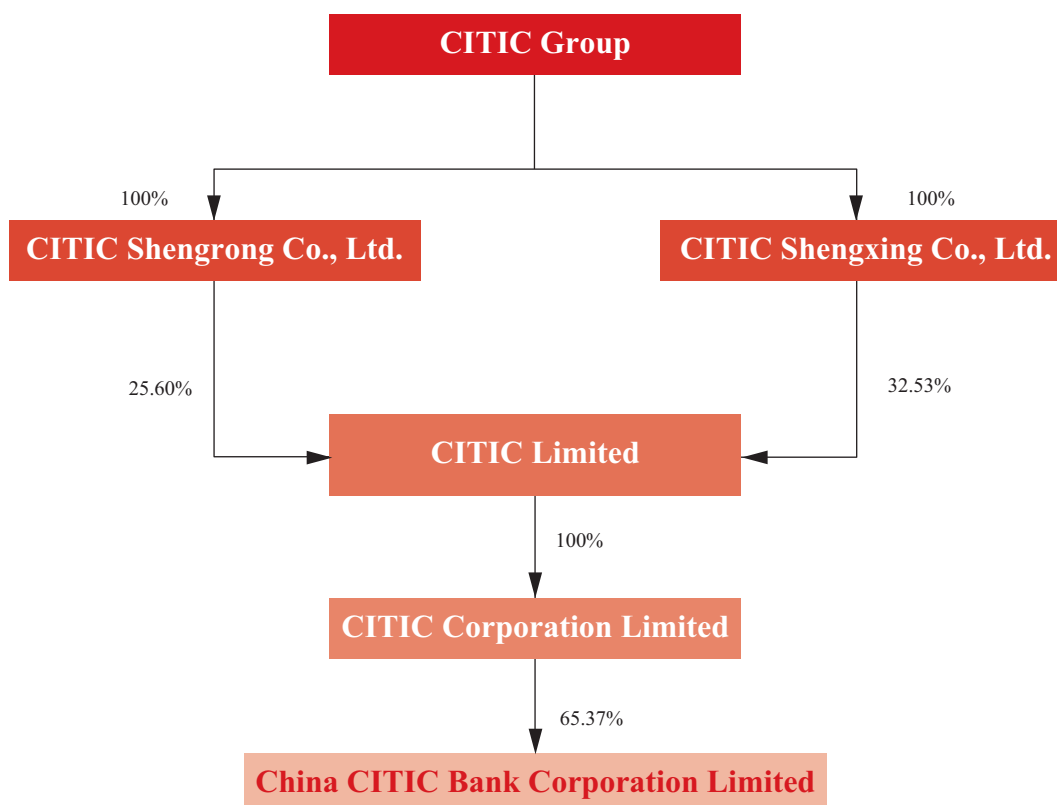 CITIC Group
100%
100%
CITIC Shengrong Co., Ltd.
CITIC Shengxing Co., Ltd.
25.60%
32.53%
CITIC Limited
100%
CITIC Corporation Limited
65.37%
China CITIC Bank Corporation Limited